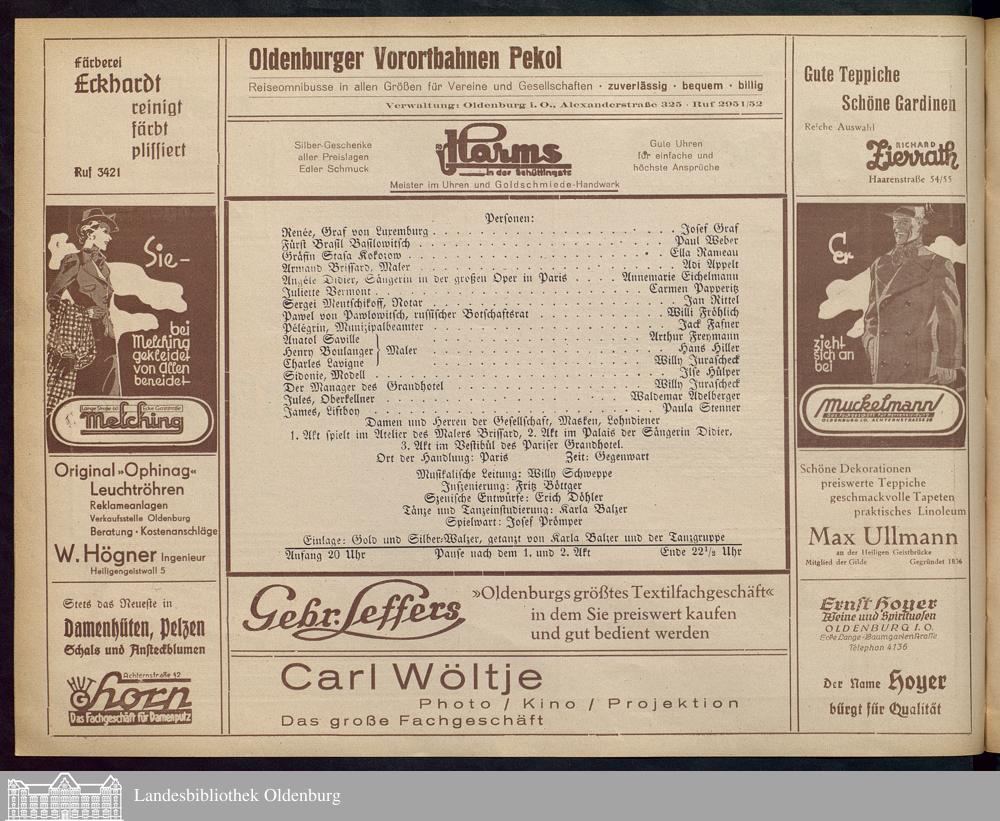 Färberei
Eckhardt
reinigt
färbt
plissiert
Ruf 3421
Sie-
bei
Melching
gekleidet
von Allen
beneidet
Lange Straße 60 Ecke Gaststraße
Melching
Original »Ophinag«
Leuchtröhren
Reklameanlagen
Verkaufsstelle Oldenburg
Beratung · Kostenanschläge
W. Högner Ingenieur
Heiligengeistwall 5
Stets das Neueste in
Damenhüten, Pelzen
Schals und Ansteckblumen
Achternstraße 12
HUT
G Horn
Das Fachgeschäft für Damenputz
Oldenburger Vorortbahnen Pekol
Reiseomnibusse in allen Größen für Vereine und Gesellschaften · zuverlässig · bequem · billig
Verwaltung: Oldenburg i. O., Alexanderstraße 325 · Ruf 2951/52
Silber-Geschenke
aller Preislagen
Edler Schmuck
Harms
in der Schüttingstr
Gute Uhren
für einfache und
höchste Ansprüche
Meister im Uhren und Goldschmiede-Handwerk
Personen:
Renée, Graf von Luxemburg . . . Josef Graf
Fürst Brasil Basilowitsch . . . Paul Weber
Gräfin Stasa Kokozow . . . Ella Rameau
Armand Brissard, Maler . . . Adi Appelt
Angèle Didier, Sängerin in der großen Oper in Paris . . . Annemarie Eichelmann
Juliette Vermont . . . Carmen Papperitz
Sergei Mentschikoff, Notar . . . Jan Rittel
Pawel von Pawlowitsch, russischer Botschaftsrat . . . Willi Fröhlich
Pélégrin, Munizipalbeamter . . . Jack Fafner
Anatol Saville . . . Arthur Freymann
Henry Boulanger } Maler . . . Hans Hiller
Charles Lavigne . . . Willy Jurascheck
Sidonie, Modell . . . Ilse Hülper
Der Manager des Grandhotel . . . Willy Jurascheck
Jules, Oberkellner . . . Waldemar Adelberger
James, Liftboy . . . Paula Stenner
Damen und Herren der Gesellschaft, Masken, Lohndiener
1. Akt spielt im Atelier des Malers Brissard, 2. Akt im Palais der Sängerin Didier,
3. Akt im Vestibül des Pariser Grandhotel.
Ort der Handlung: Paris Zeit: Gegenwart
Musikalische Leitung: Willy Schweppe
Inszenierung: Fritz Böttger
Szenische Entwürfe: Erich Döhler
Tänze und Tanzeinstudierung: Karla Balzer
Spielwart: Josef Prömper
Einlage: Gold und Silber-Walzer, getanzt von Karla Balzer und der Tanzgruppe
Anfang 20 Uhr Pause nach dem 1. und 2. Akt Ende 22½ Uhr
Gebr. Leffers
»Oldenburgs größtes Textilfachgeschäft«
in dem Sie preiswert kaufen
und gut bedient werden
Carl Wöltje
Photo / Kino / Projektion
Das große Fachgeschäft
Gute Teppiche
Schöne Gardinen
Reiche Auswahl
RICHARD
Zierrath
Haarenstraße 54/55
Er
zieht
sich an
bei
Muckelmann
OLDENBURG I.O. ACHTERNSTRASSE 38
Schöne Dekorationen
preiswerte Teppiche
geschmackvolle Tapeten
praktisches Linoleum
Max Ullmann
an der Heiligen Geistbrücke
Mitglied der Gilde Gegründet 1836
Ernst Hoyer
Weine und Spirituosen
OLDENBURG I. O.
Ecke Lange-Baumgartenstraße
Telephon 4136
Der Name Hoyer
bürgt für Qualität
Landesbibliothek Oldenburg